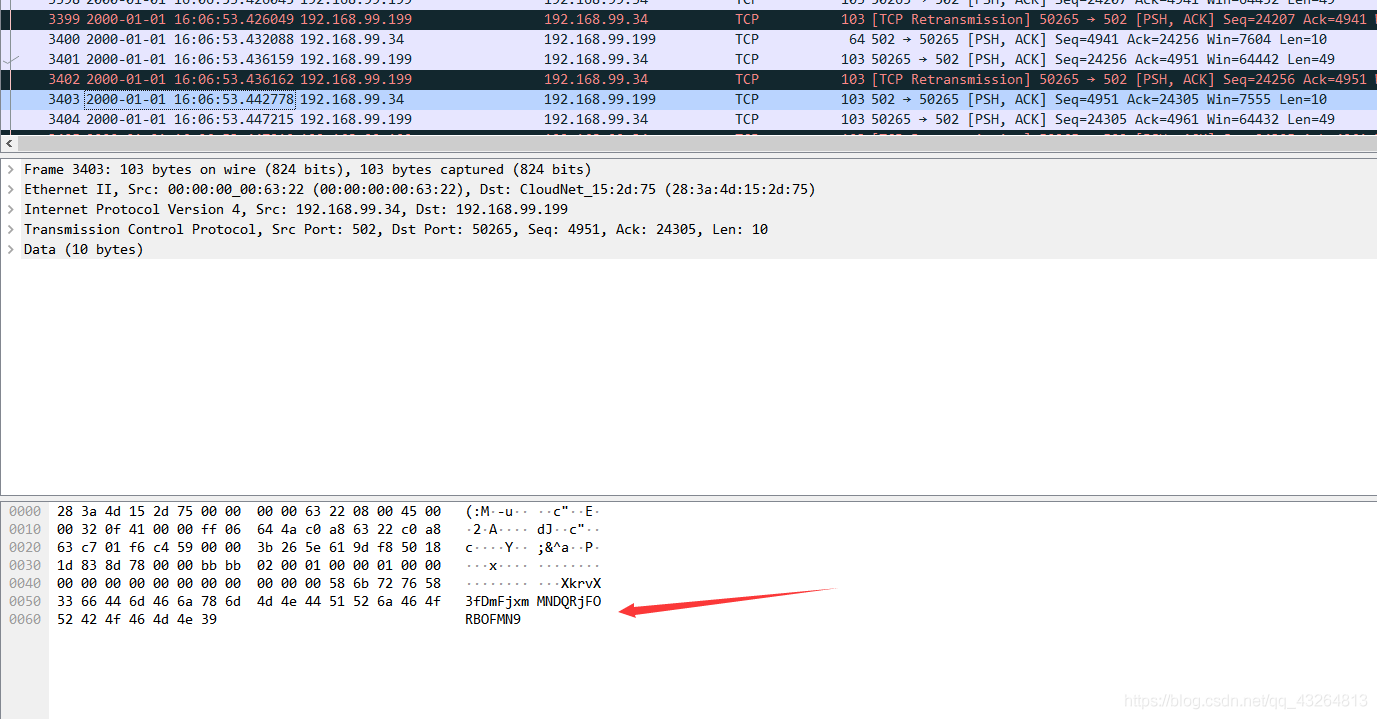 3399 2000-01-01 16:06:53.426049 192.168.99.199 192.168.99.34 TCP 103 [TCP Retransmission] 50265 → 502 [PSH, ACK] Seq=24207 Ack=4941
3400 2000-01-01 16:06:53.432088 192.168.99.34 192.168.99.199 TCP 64 502 → 50265 [PSH, ACK] Seq=4941 Ack=24256 Win=7604 Len=10
3401 2000-01-01 16:06:53.436159 192.168.99.199 192.168.99.34 TCP 103 50265 → 502 [PSH, ACK] Seq=24256 Ack=4951 Win=64442 Len=49
3402 2000-01-01 16:06:53.436162 192.168.99.199 192.168.99.34 TCP 103 [TCP Retransmission] 50265 → 502 [PSH, ACK] Seq=24256 Ack=4951
3403 2000-01-01 16:06:53.442778 192.168.99.34 192.168.99.199 TCP 103 502 → 50265 [PSH, ACK] Seq=4951 Ack=24305 Win=7555 Len=10
3404 2000-01-01 16:06:53.447215 192.168.99.199 192.168.99.34 TCP 103 50265 → 502 [PSH, ACK] Seq=24305 Ack=4961 Win=64432 Len=49
Frame 3403: 103 bytes on wire (824 bits), 103 bytes captured (824 bits)
Ethernet II, Src: 00:00:00_00:63:22 (00:00:00:00:63:22), Dst: CloudNet_15:2d:75 (28:3a:4d:15:2d:75)
Internet Protocol Version 4, Src: 192.168.99.34, Dst: 192.168.99.199
Transmission Control Protocol, Src Port: 502, Dst Port: 50265, Seq: 4951, Ack: 24305, Len: 10
Data (10 bytes)
0000 28 3a 4d 15 2d 75 00 00 00 00 63 22 08 00 45 00 (:M·-u·· ··c"··E·
0010 00 32 0f 41 00 00 ff 06 64 4a c0 a8 63 22 c0 a8 ·2·A···· dJ··c"··
0020 63 c7 01 f6 c4 59 00 00 3b 26 5e 61 9d f8 50 18 c····Y·· ;&^a··P·
0030 1d 83 8d 78 00 00 bb bb 02 00 01 00 00 01 00 00 ···x···· ········
0040 00 00 00 00 00 00 00 00 00 00 00 58 6b 72 76 58 ········ ···XkrvX
0050 33 66 44 6d 46 6a 78 6d 4d 4e 44 51 52 6a 46 4f 3fDmFjxm MNDQRjFO
0060 52 42 4f 46 4d 4e 39 RBOFMN9
https://blog.csdn.net/qq_43264813